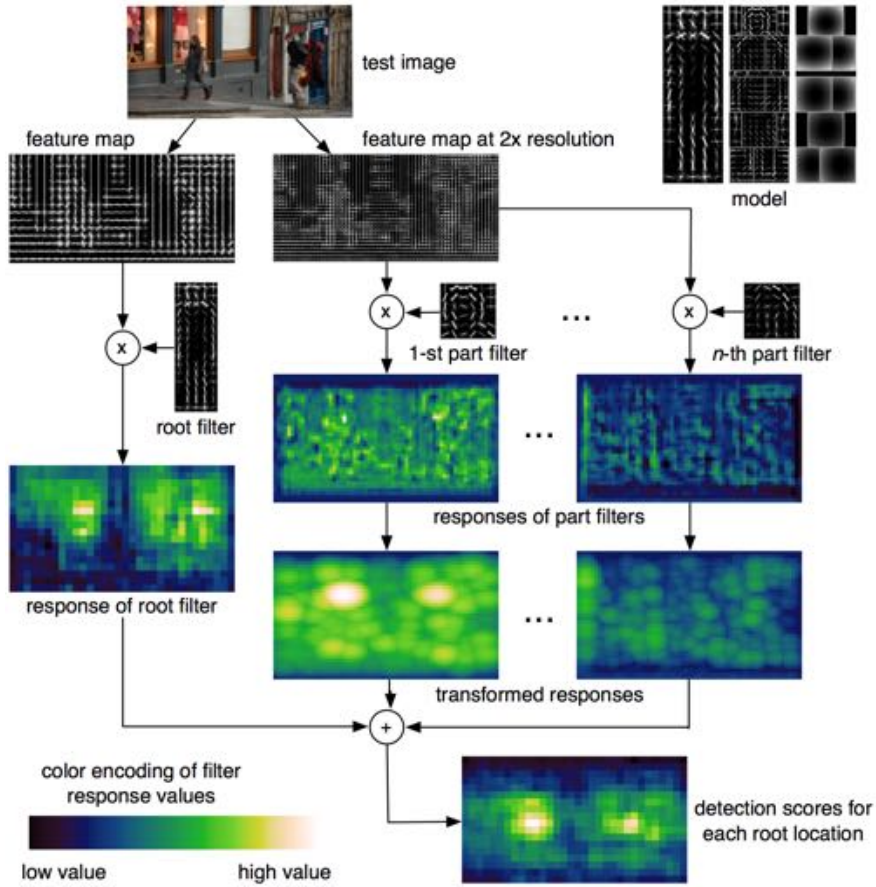 test image
feature map
feature map at 2x resolution
model
x
x
...
x
1-st part filter
n-th part filter
root filter
...
responses of part filters
response of root filter
...
transformed responses
+
color encoding of filter
response values
low value
high value
detection scores for
each root location